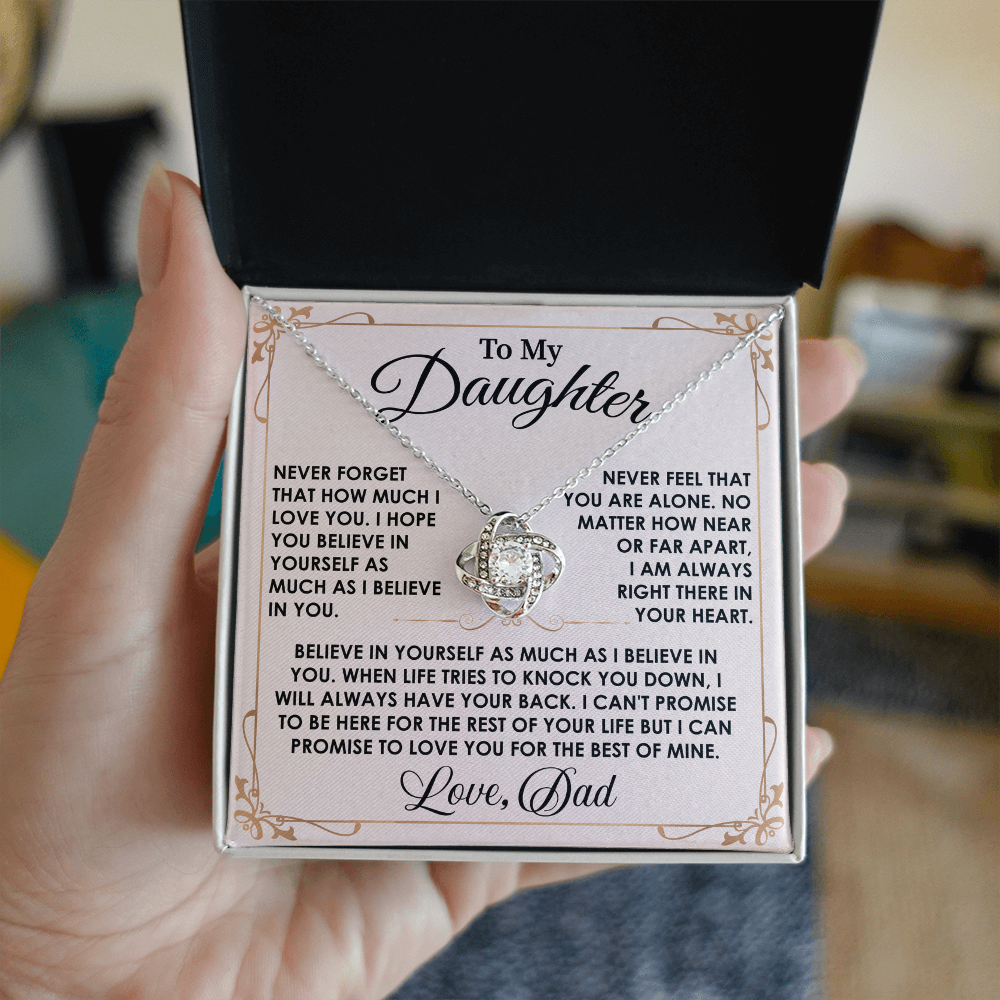 To My
Daughter
NEVER FORGET
THAT HOW MUCH I
LOVE YOU. I HOPE
YOU BELIEVE IN
YOURSELF AS
MUCH AS I BELIEVE
IN YOU.
NEVER FEEL THAT
YOU ARE ALONE. NO
MATTER HOW NEAR
OR FAR APART,
I AM ALWAYS
RIGHT THERE IN
YOUR HEART.
BELIEVE IN YOURSELF AS MUCH AS I BELIEVE IN
YOU. WHEN LIFE TRIES TO KNOCK YOU DOWN, I
WILL ALWAYS HAVE YOUR BACK. I CAN'T PROMISE
TO BE HERE FOR THE REST OF YOUR LIFE BUT I CAN
PROMISE TO LOVE YOU FOR THE BEST OF MINE.
Love, Dad